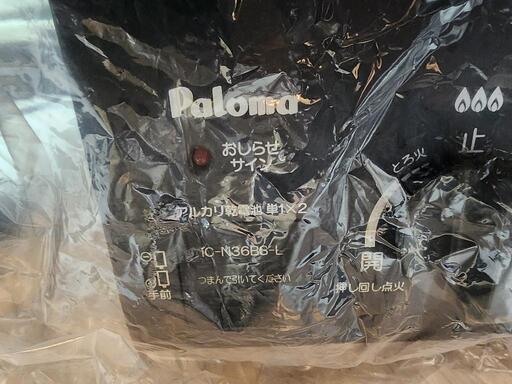 Paloma
おしらせ
サイン
アルカリ乾電池 単1×2
IC-N36BS-L
つまんで引いてください
手前
止
とろ火
開
押し回し点火